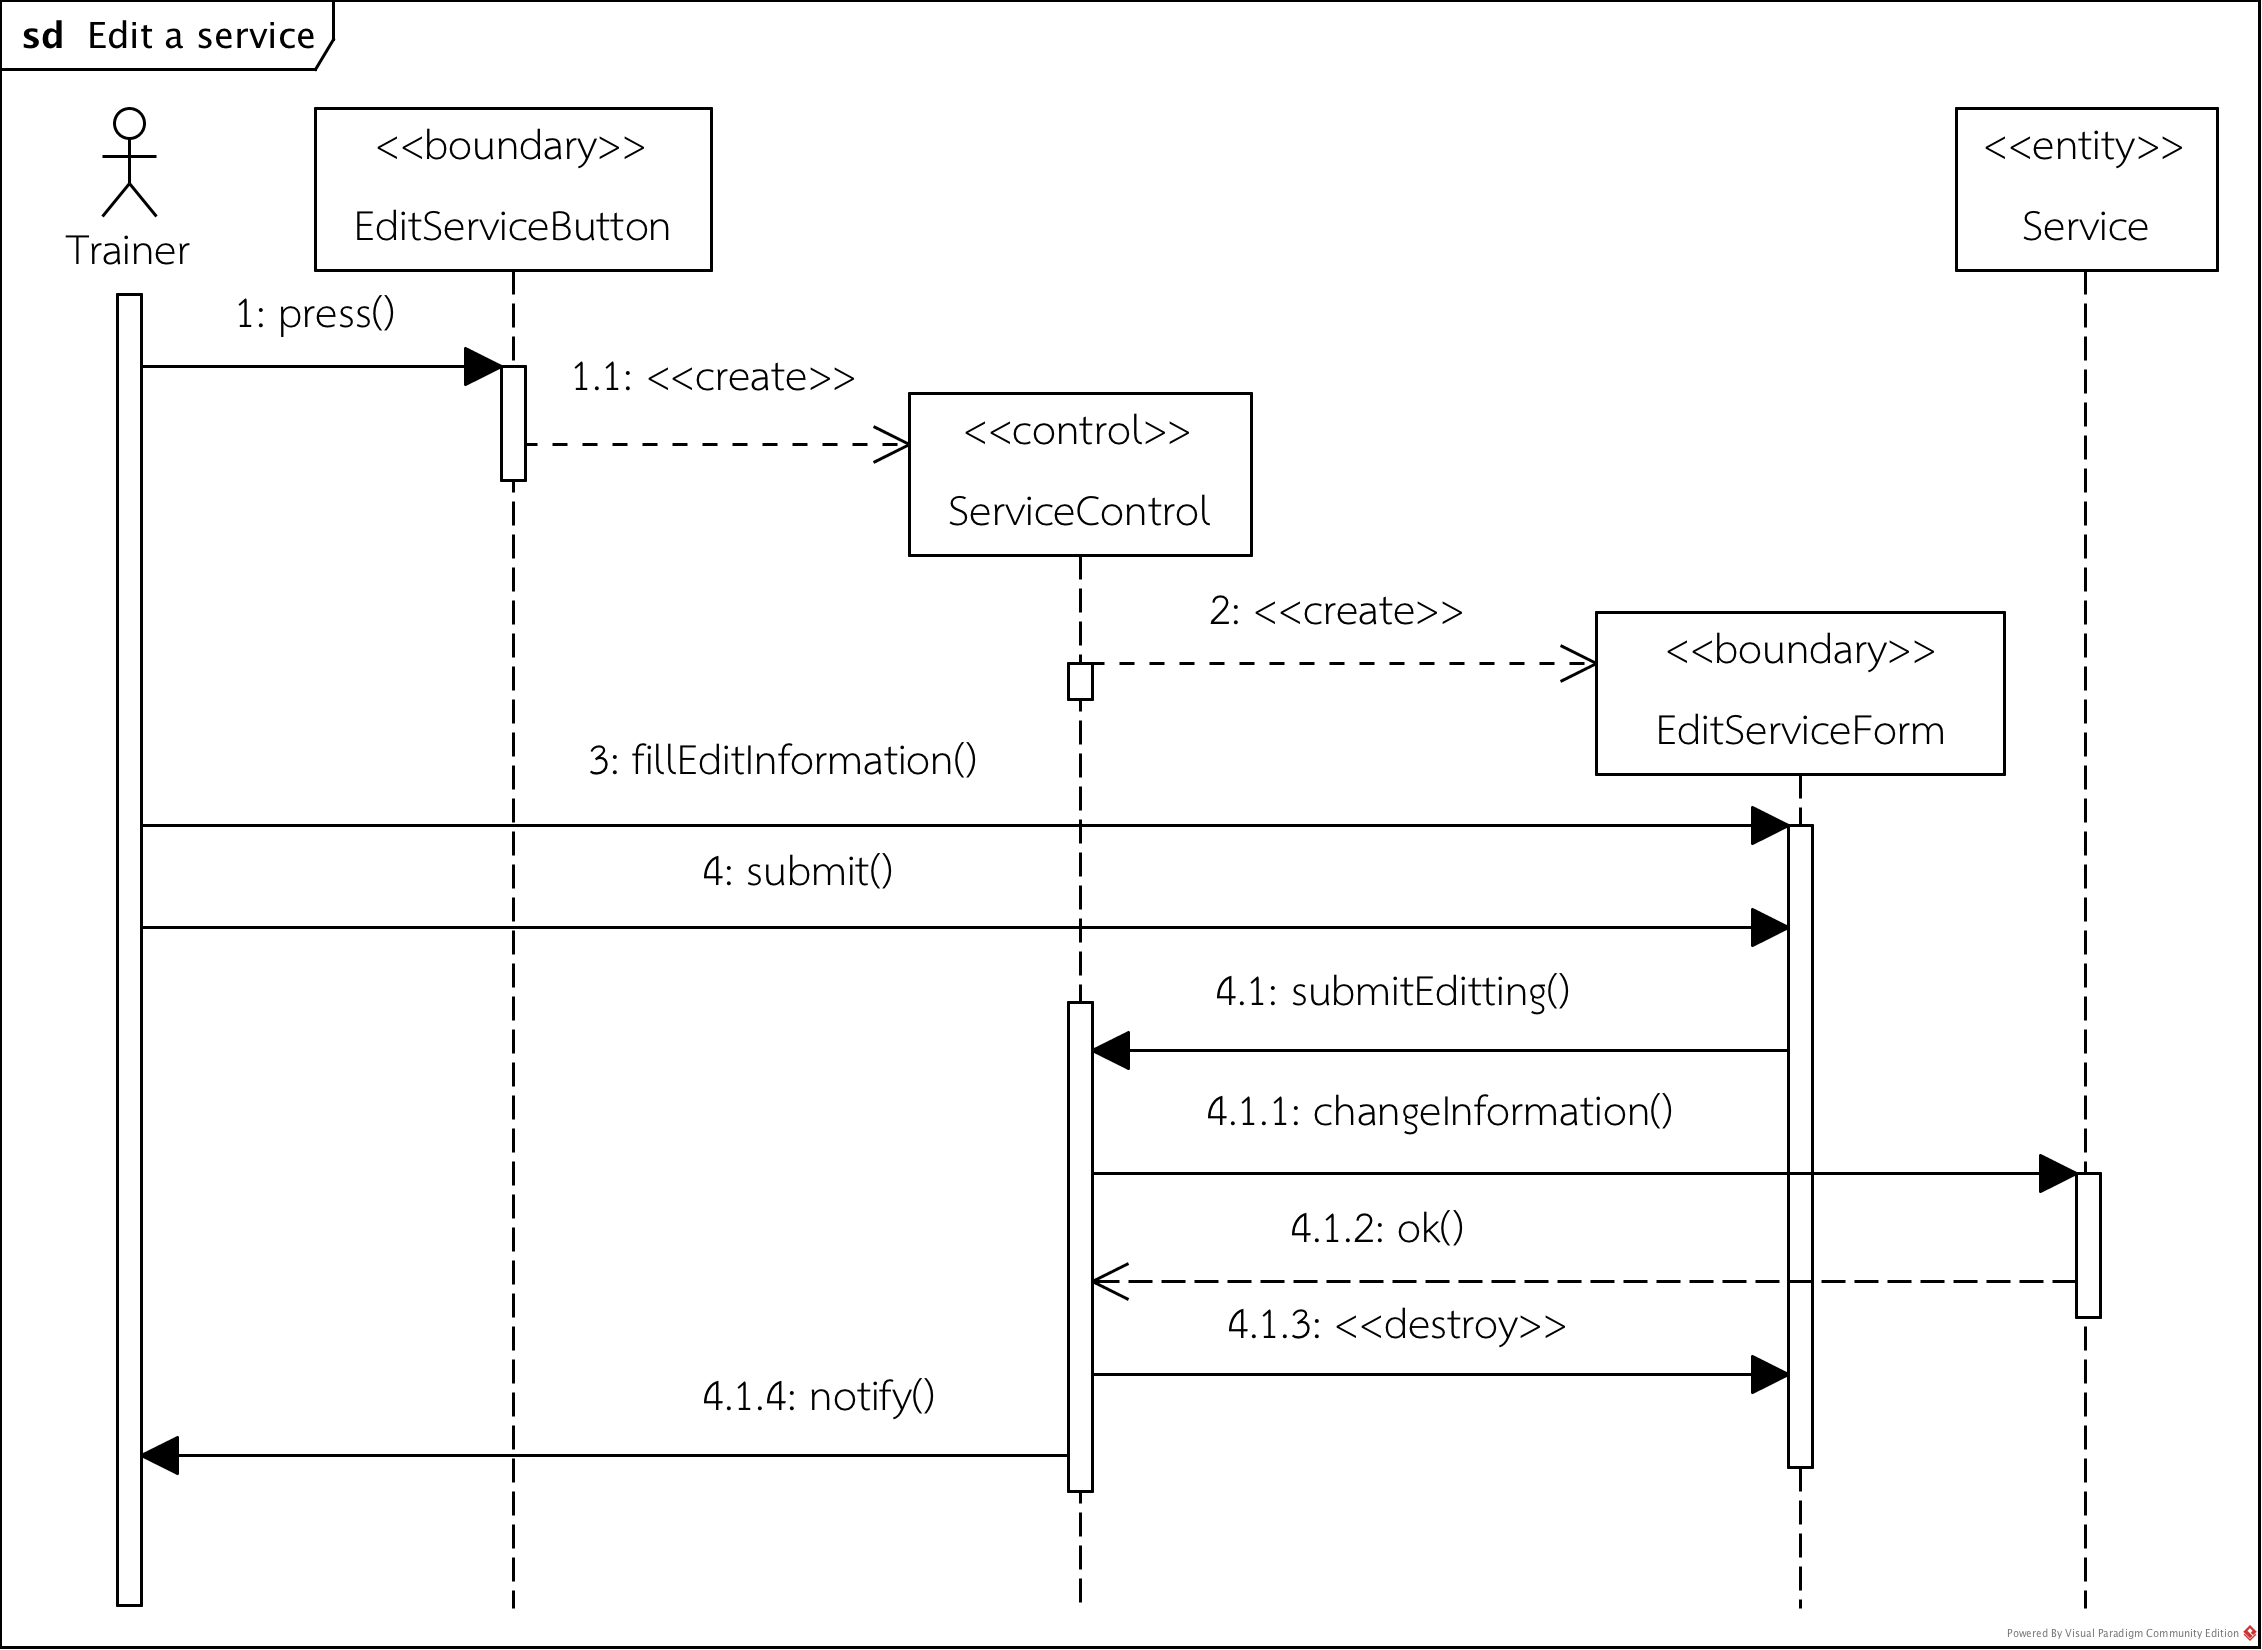 sd Edit a service
Trainer
<<boundary>>
EditServiceButton
<<entity>>
Service
1: press()
1.1: <<create>>
<<control>>
ServiceControl
2: <<create>>
<<boundary>>
EditServiceForm
3: fillEditInformation()
4: submit()
4.1: submitEditting()
4.1.1: changeInformation()
4.1.2: ok()
4.1.3: <<destroy>>
4.1.4: notify()
Powered By Visual Paradigm Community Edition